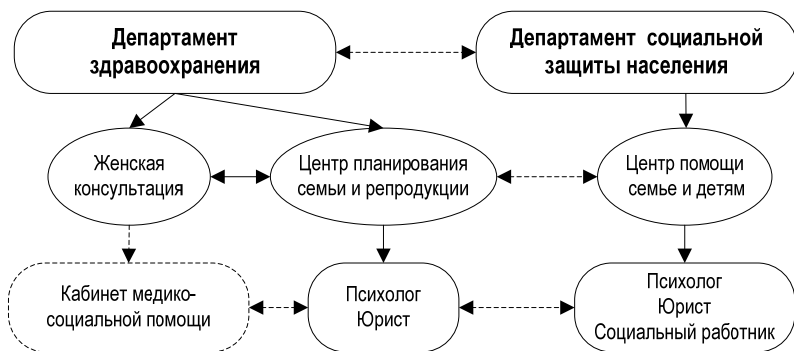 Департамент
здравоохранения
Департамент социальной
защиты населения
Женская
консультация
Центр планирования
семьи и репродукции
Центр помощи
семье и детям
Кабинет медико-
социальной помощи
Психолог
Юрист
Психолог
Юрист
Социальный работник